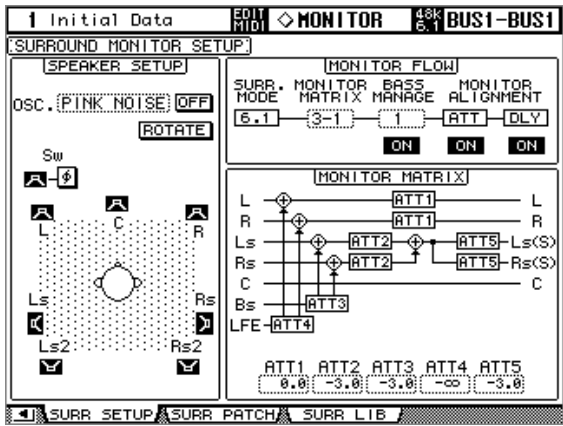 1 Initial Data EDIT MIDI ◇MONITOR 48K 6.1 BUS1-BUS1
SURROUND MONITOR SETUP
SPEAKER SETUP
OSC. PINK NOISE OFF
ROTATE
Sw
ø
L C R
Ls Rs
Ls2 Rs2
MONITOR FLOW
SURR. MODE MONITOR MATRIX BASS MANAGE MONITOR ALIGNMENT
6.1 3-1 1 ATT DLY
ON ON ON
MONITOR MATRIX
L ATT1 L
R ATT1 R
Ls ATT2 ATT5 Ls(S)
Rs ATT2 ATT5 Rs(S)
C C
Bs ATT3
LFE ATT4
ATT1 ATT2 ATT3 ATT4 ATT5
0.0 -3.0 -3.0 -∞ -3.0
SURR SETUP SURR PATCH SURR LIB